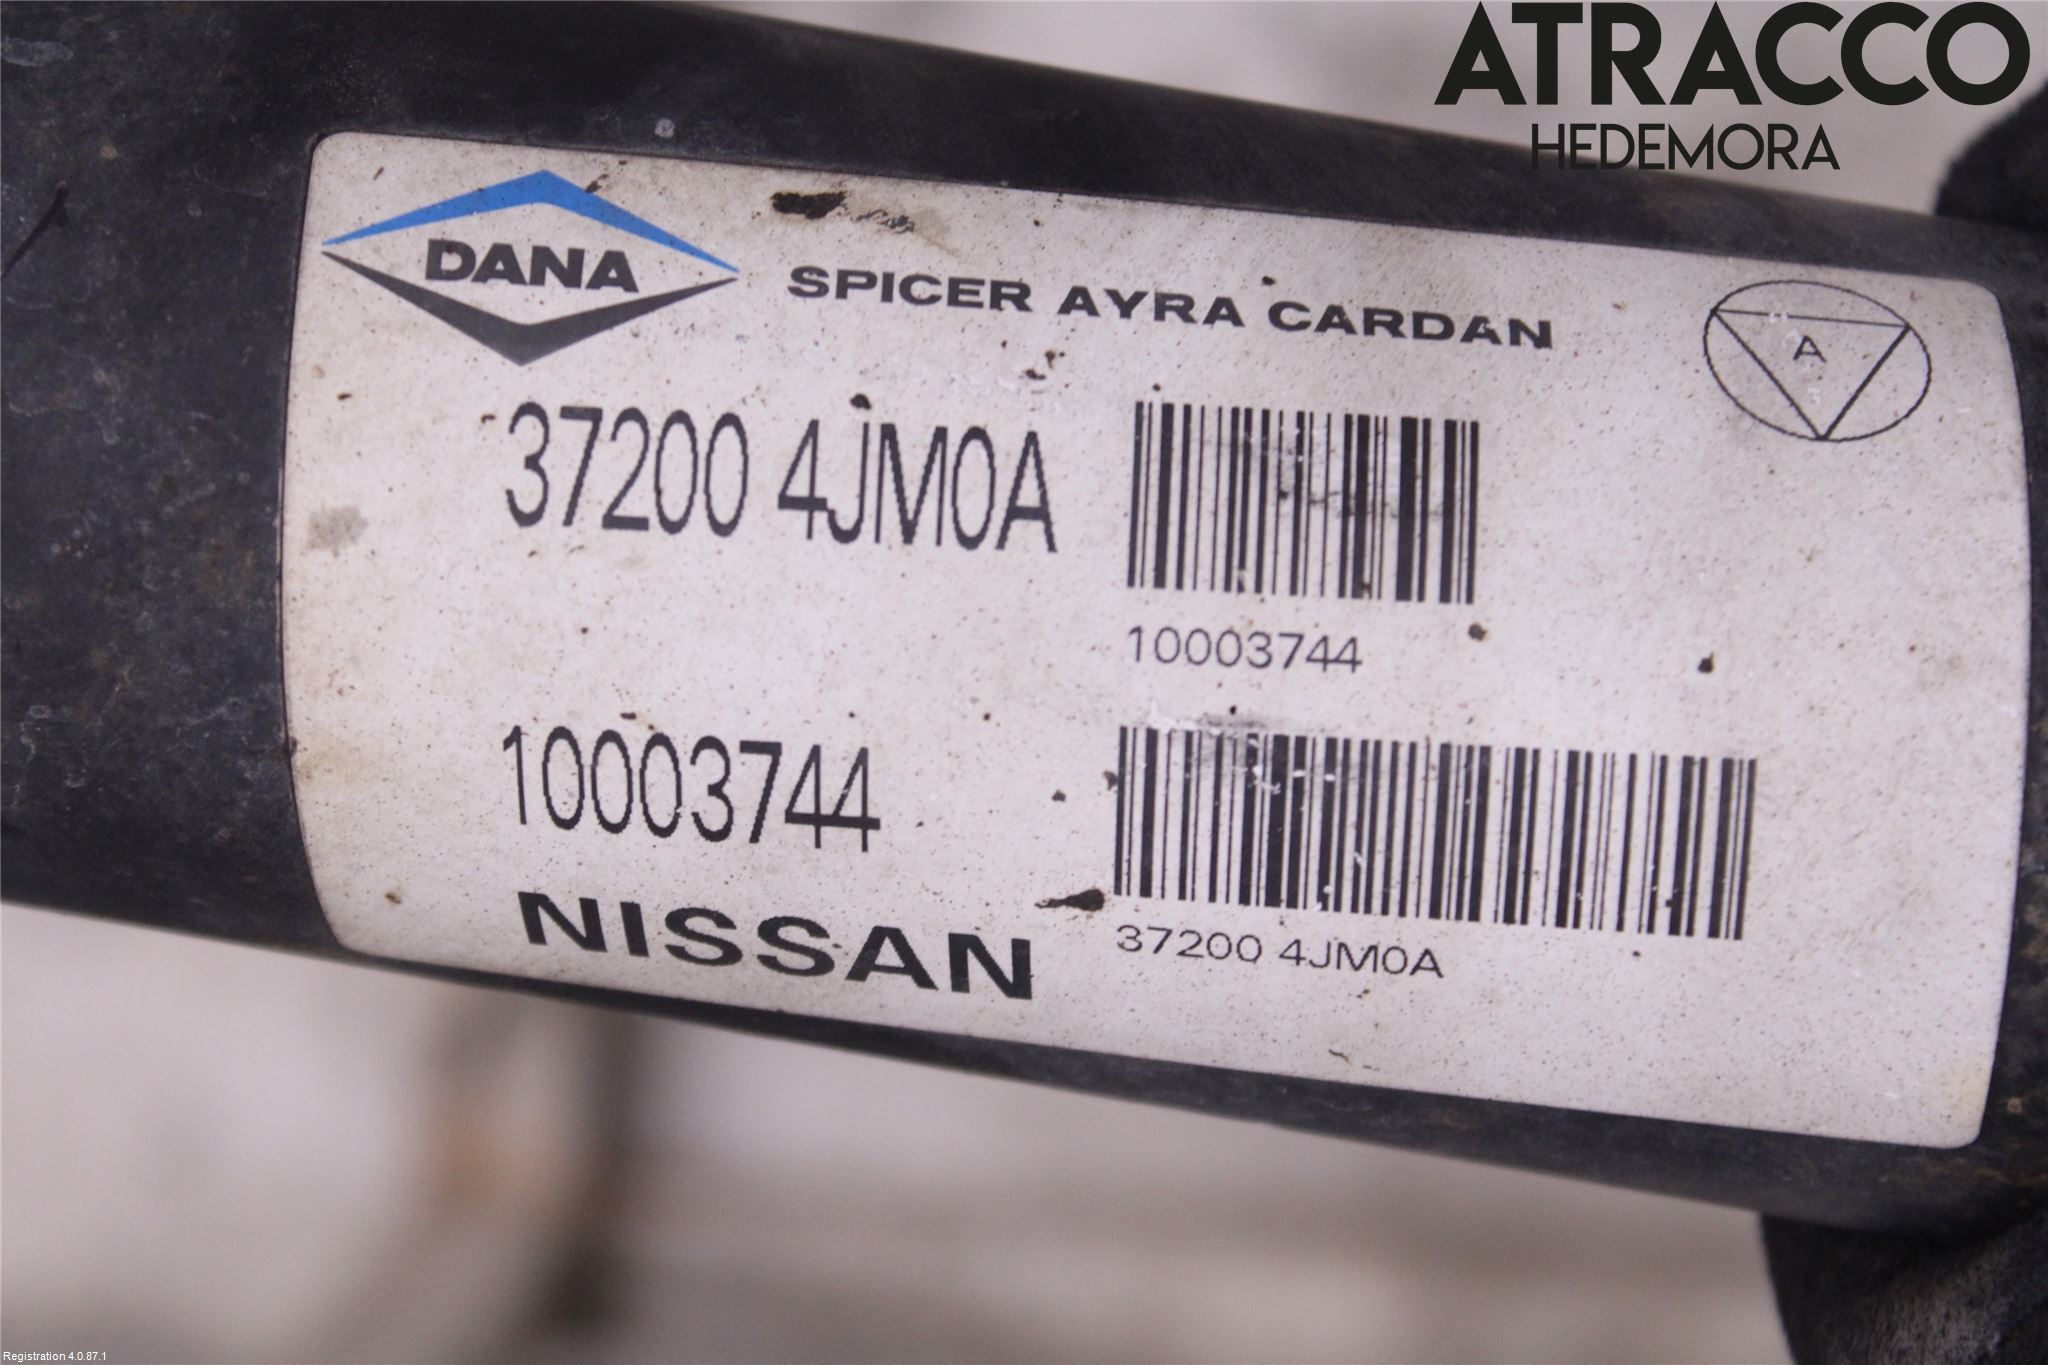 ATRACCO
HEDEMORA
DANA
SPICER AYRA CARDAN
A
37200 4JM0A
10003744
10003744
NISSAN
37200 4JM0A
Registration 4.0.87.1